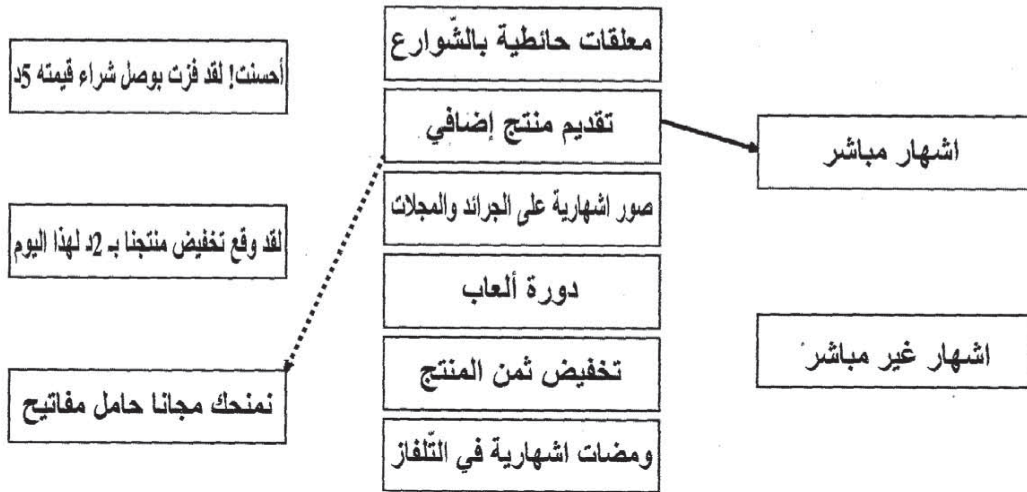 اشهار مباشر
اشهار غير مباشر
معلقات حائطية بالشّوارع
تقديم منتج إضافي
صور اشهارية على الجرائد والمجلات
دورة ألعاب
تخفيض ثمن المنتج
ومضات اشهارية في التّلفاز
أحسنت! لقد فزت بوصل شراء قيمته 5د
لقد وقع تخفيض منتجنا بـ 2د لهذا اليوم
نمنحك مجانا حامل مفاتيح